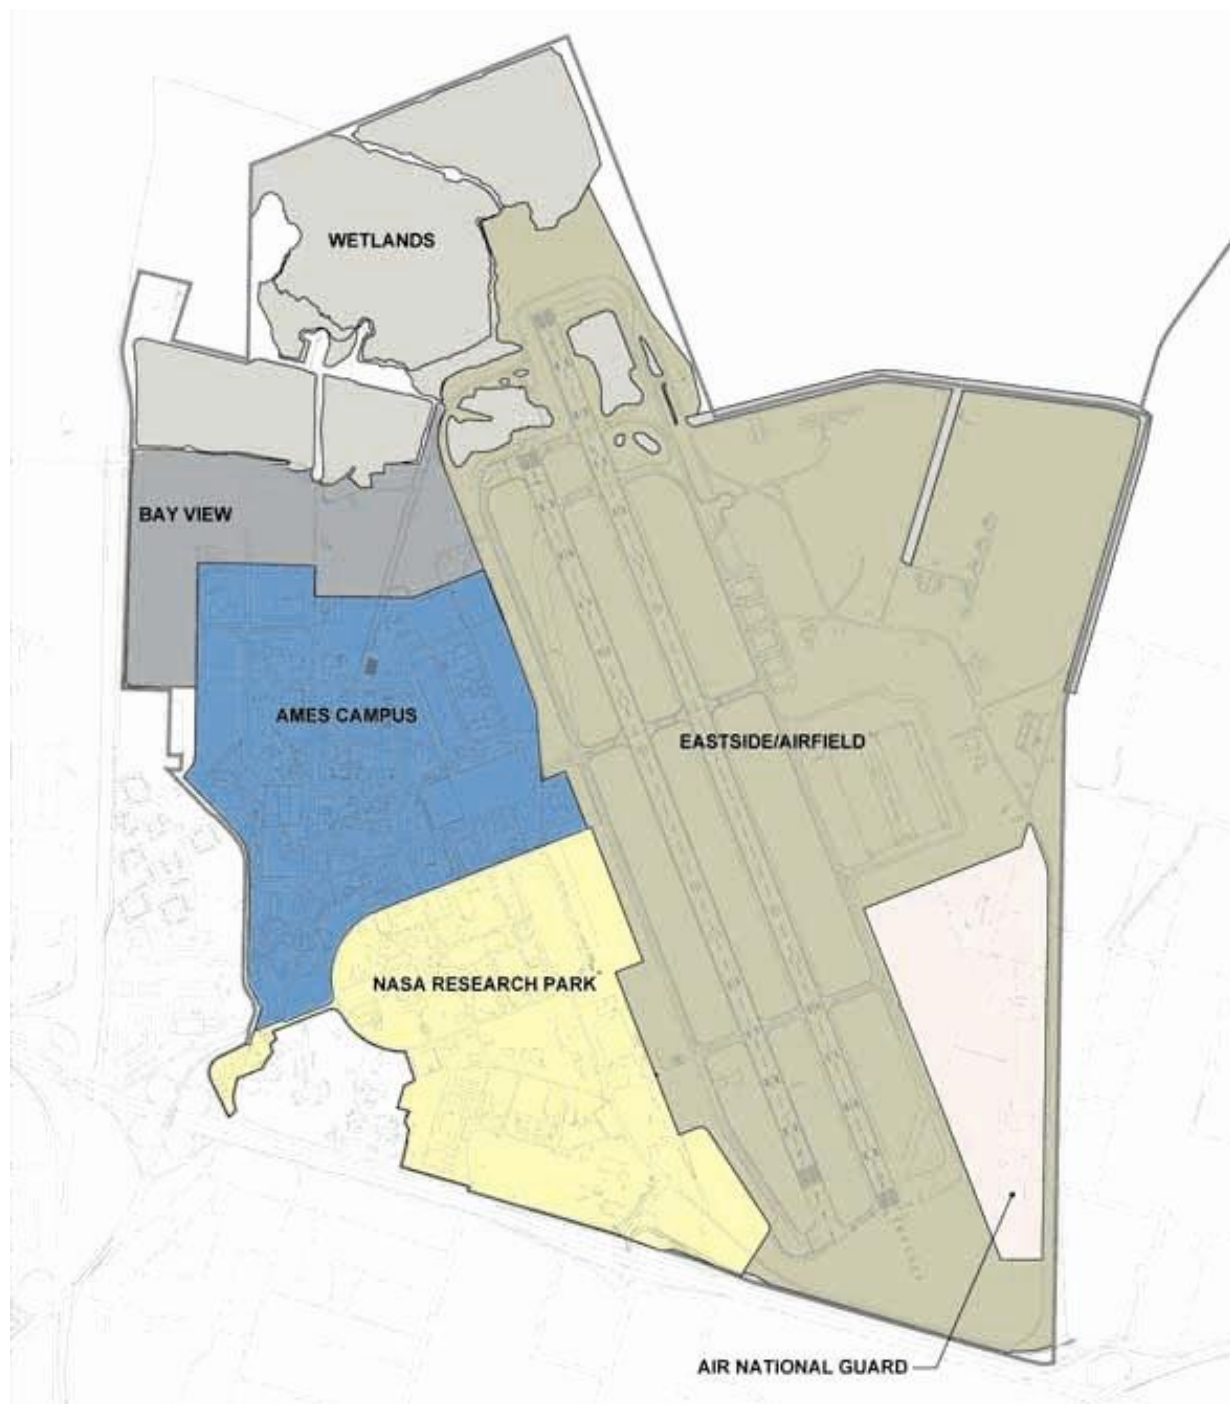 WETLANDS
BAY VIEW
AMES CAMPUS
EASTSIDE/AIRFIELD
NASA RESEARCH PARK
AIR NATIONAL GUARD